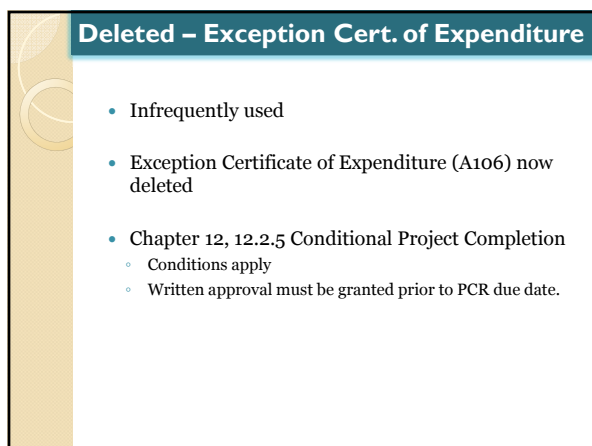 Deleted – Exception Cert. of Expenditure
• Infrequently used
• Exception Certificate of Expenditure (A106) now
deleted
• Chapter 12, 12.2.5 Conditional Project Completion
◦ Conditions apply
◦ Written approval must be granted prior to PCR due date.